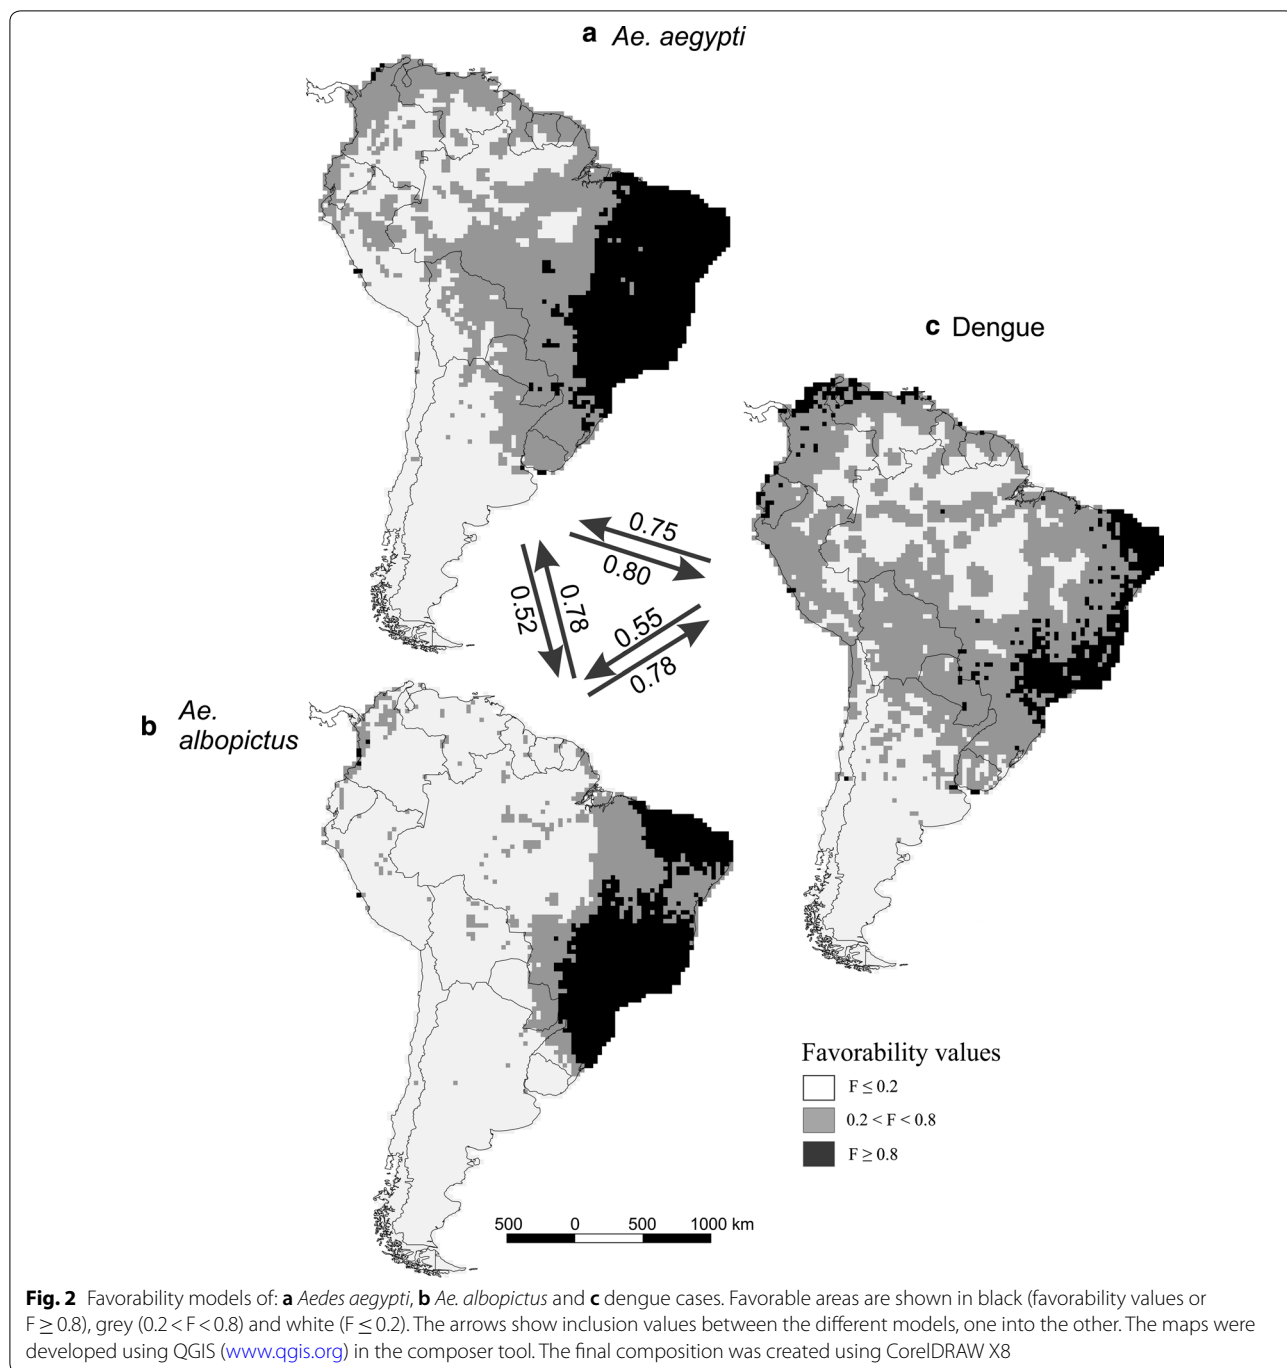 a Ae. aegypti
c Dengue
0.75
0.80
0.52
0.78
0.55
0.78
b Ae.
albopictus
Favorability values
F ≤ 0.2
0.2 < F < 0.8
F ≥ 0.8
500 0 500 1000 km
Fig. 2 Favorability models of: a Aedes aegypti, b Ae. albopictus and c dengue cases. Favorable areas are shown in black (favorability values or
F ≥ 0.8), grey (0.2 < F < 0.8) and white (F ≤ 0.2). The arrows show inclusion values between the different models, one into the other. The maps were
developed using QGIS (www.qgis.org) in the composer tool. The final composition was created using CorelDRAW X8